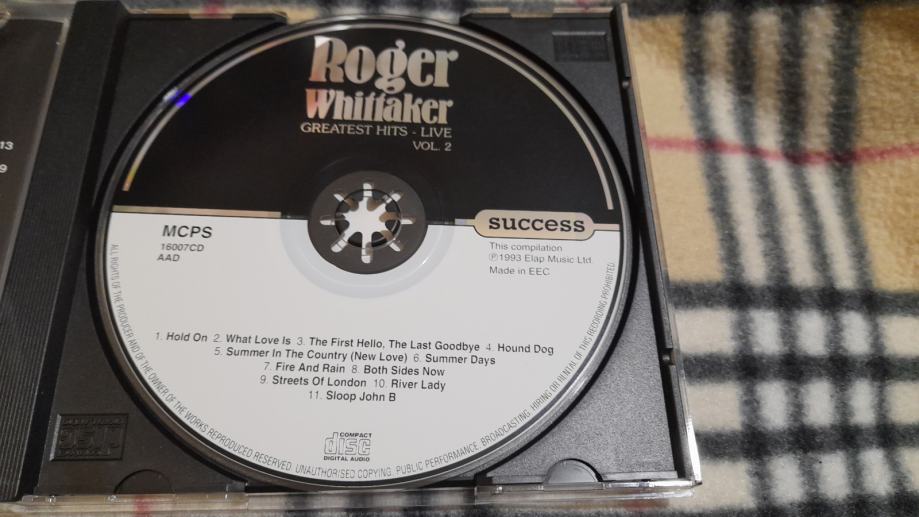 13
9
Roger
Whittaker
GREATEST HITS - LIVE
VOL. 2
success
MCPS
16007CD
AAD
This compilation
℗1993 Elap Music Ltd.
Made in EEC
1. Hold On 2. What Love Is 3. The First Hello, The Last Goodbye 4. Hound Dog
5. Summer In The Country (New Love) 6. Summer Days
7. Fire And Rain 8. Both Sides Now
9. Streets Of London 10. River Lady
11. Sloop John B
COMPACT
disc
DIGITAL AUDIO
ALL RIGHTS OF THE PRODUCER AND OF THE OWNER OF THE WORKS REPRODUCED RESERVED. UNAUTHORISED COPYING, PUBLIC PERFORMANCE, BROADCASTING, HIRING OR RENTAL OF THIS RECORDING PROHIBITED.